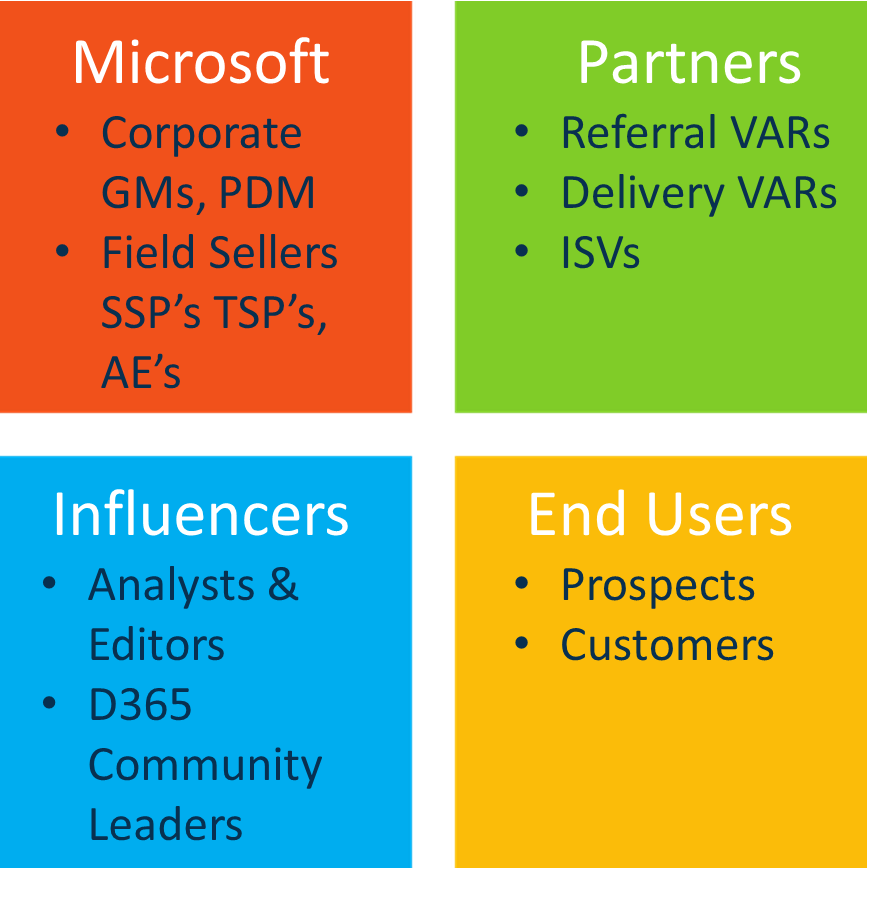 Microsoft
• Corporate
GMs, PDM
• Field Sellers
SSP’s TSP’s,
AE’s
Partners
• Referral VARs
• Delivery VARs
• ISVs
Influencers
• Analysts &
Editors
• D365
Community
Leaders
End Users
• Prospects
• Customers